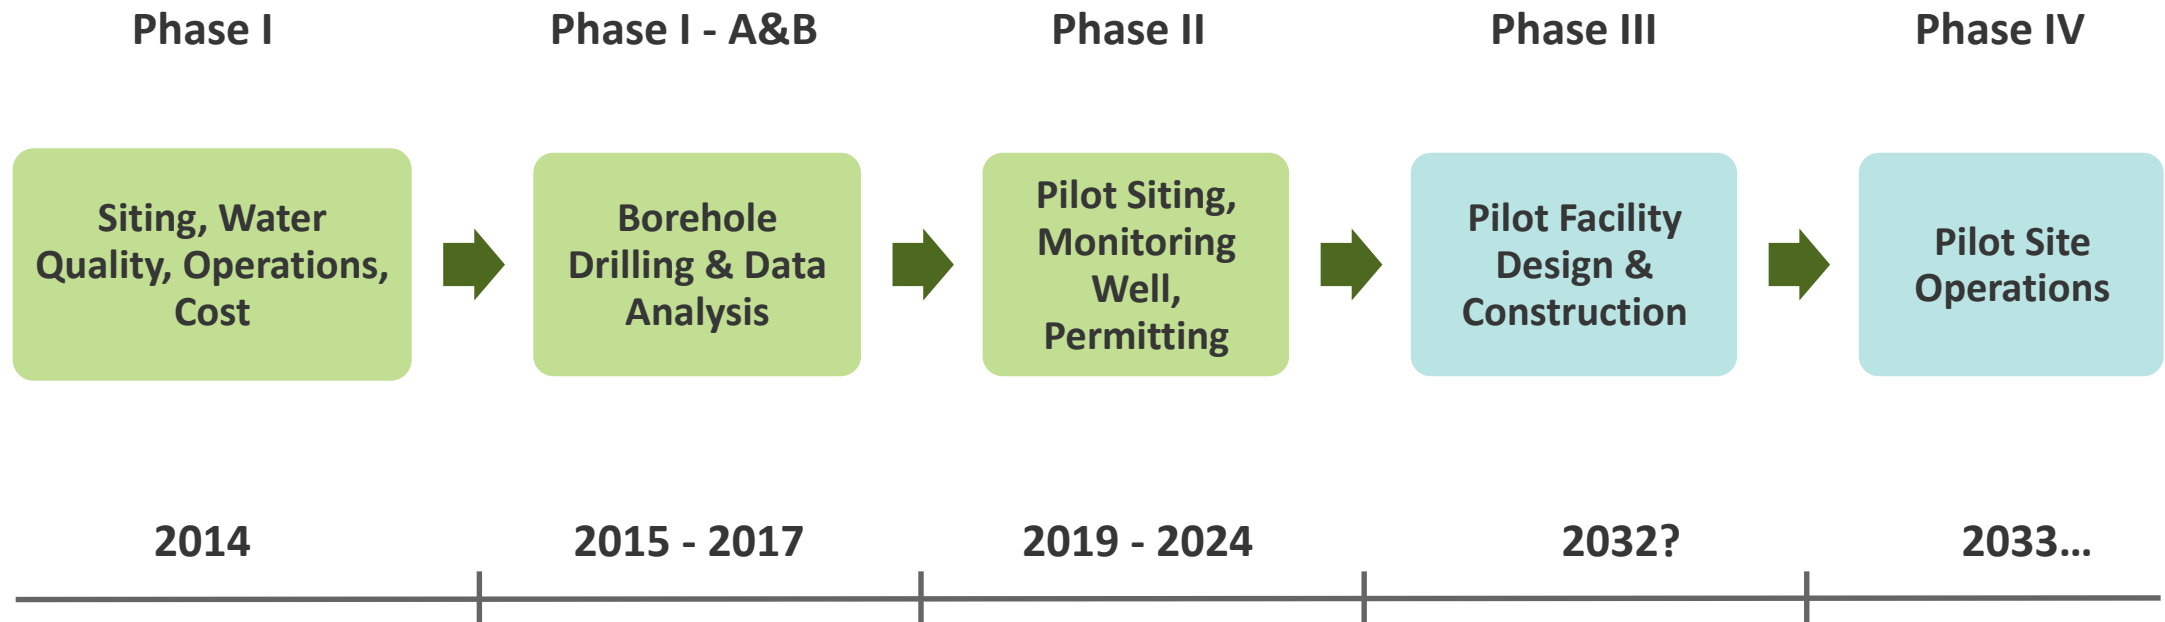 Phase I
Phase I - A&B
Phase II
Phase III
Phase IV
Siting, Water
Quality, Operations,
Cost
Borehole
Drilling & Data
Analysis
Pilot Siting,
Monitoring
Well,
Permitting
Pilot Facility
Design &
Construction
Pilot Site
Operations
2014
2015 - 2017
2019 - 2024
2032?
2033...